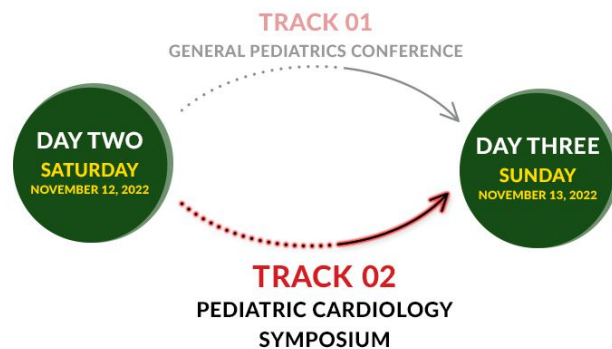 TRACK 01
GENERAL PEDIATRICS CONFERENCE
DAY TWO
SATURDAY
NOVEMBER 12, 2022
DAY THREE
SUNDAY
NOVEMBER 13, 2022
TRACK 02
PEDIATRIC CARDIOLOGY
SYMPOSIUM